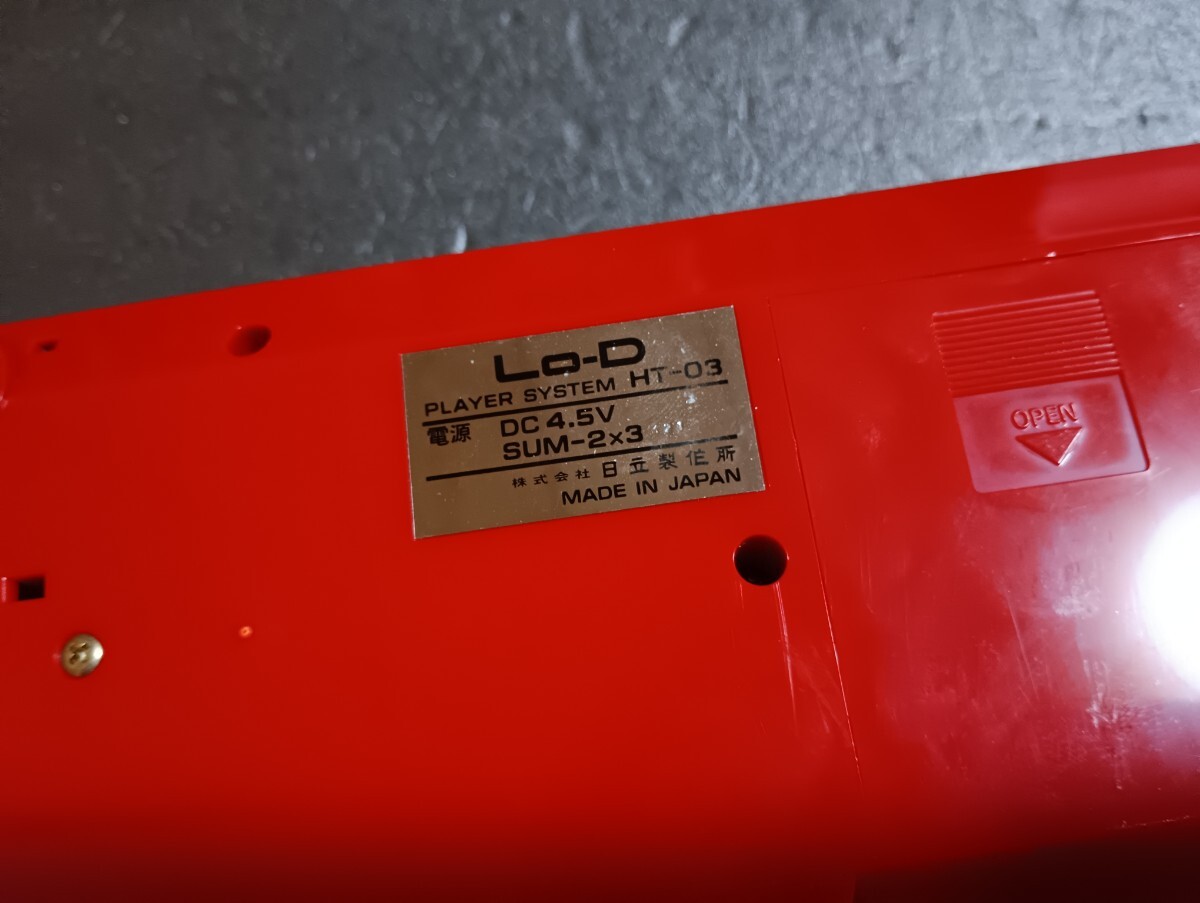 Lo-D
PLAYER SYSTEM HT-03
電源 DC 4.5V
SUM-2×3
株式会社 日立製作所
MADE IN JAPAN
OPEN